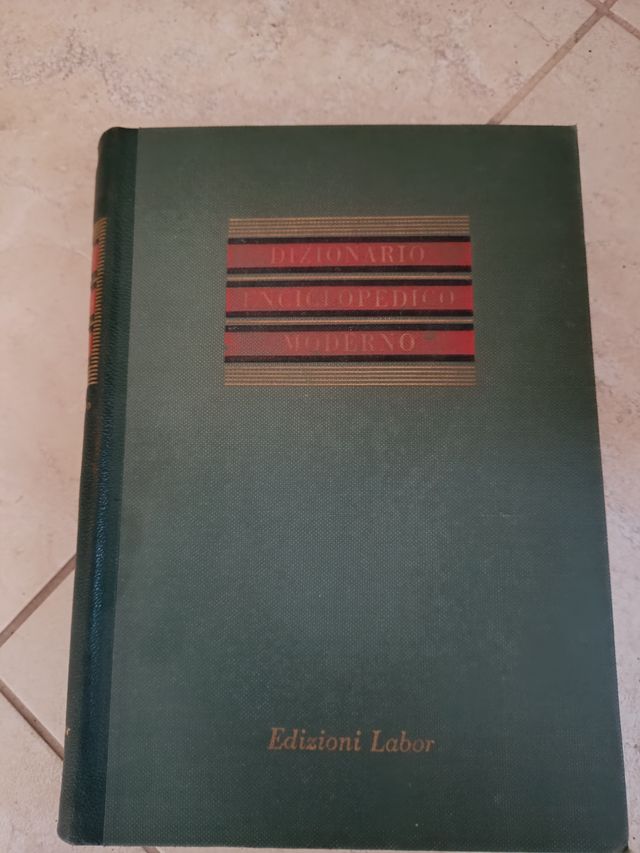 DIZIONARIO
ENCICLOPEDICO
MODERNO
Edizioni Labor